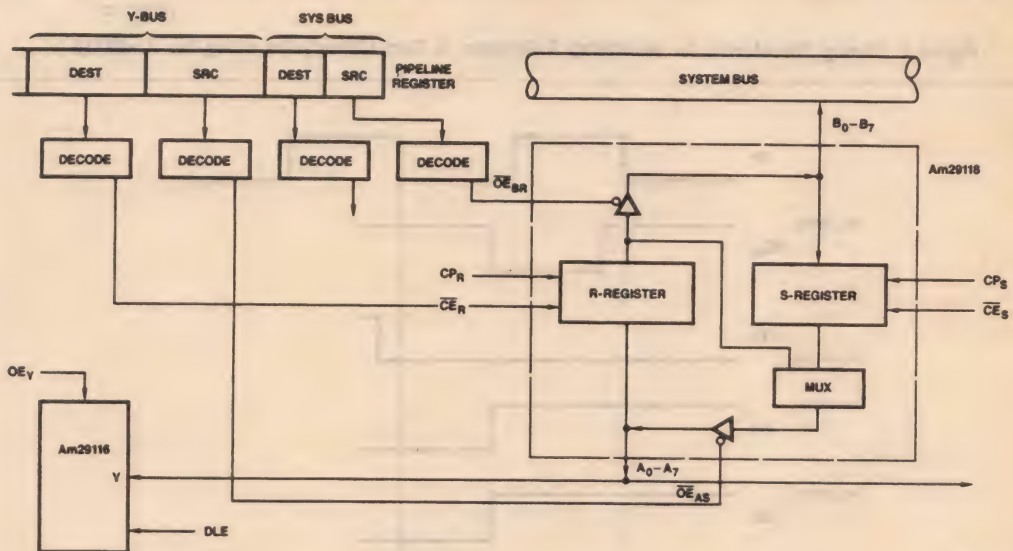 Y-BUS
SYS BUS
DEST
SRC
DEST
SRC
PIPELINE
REGISTER
SYSTEM BUS
B0–B7
DECODE
DECODE
DECODE
DECODE
Am29118
OEBR
CPR
R-REGISTER
S-REGISTER
CPS
CER
CES
MUX
OEY
Am29116
Y
A0–A7
OEAS
DLE